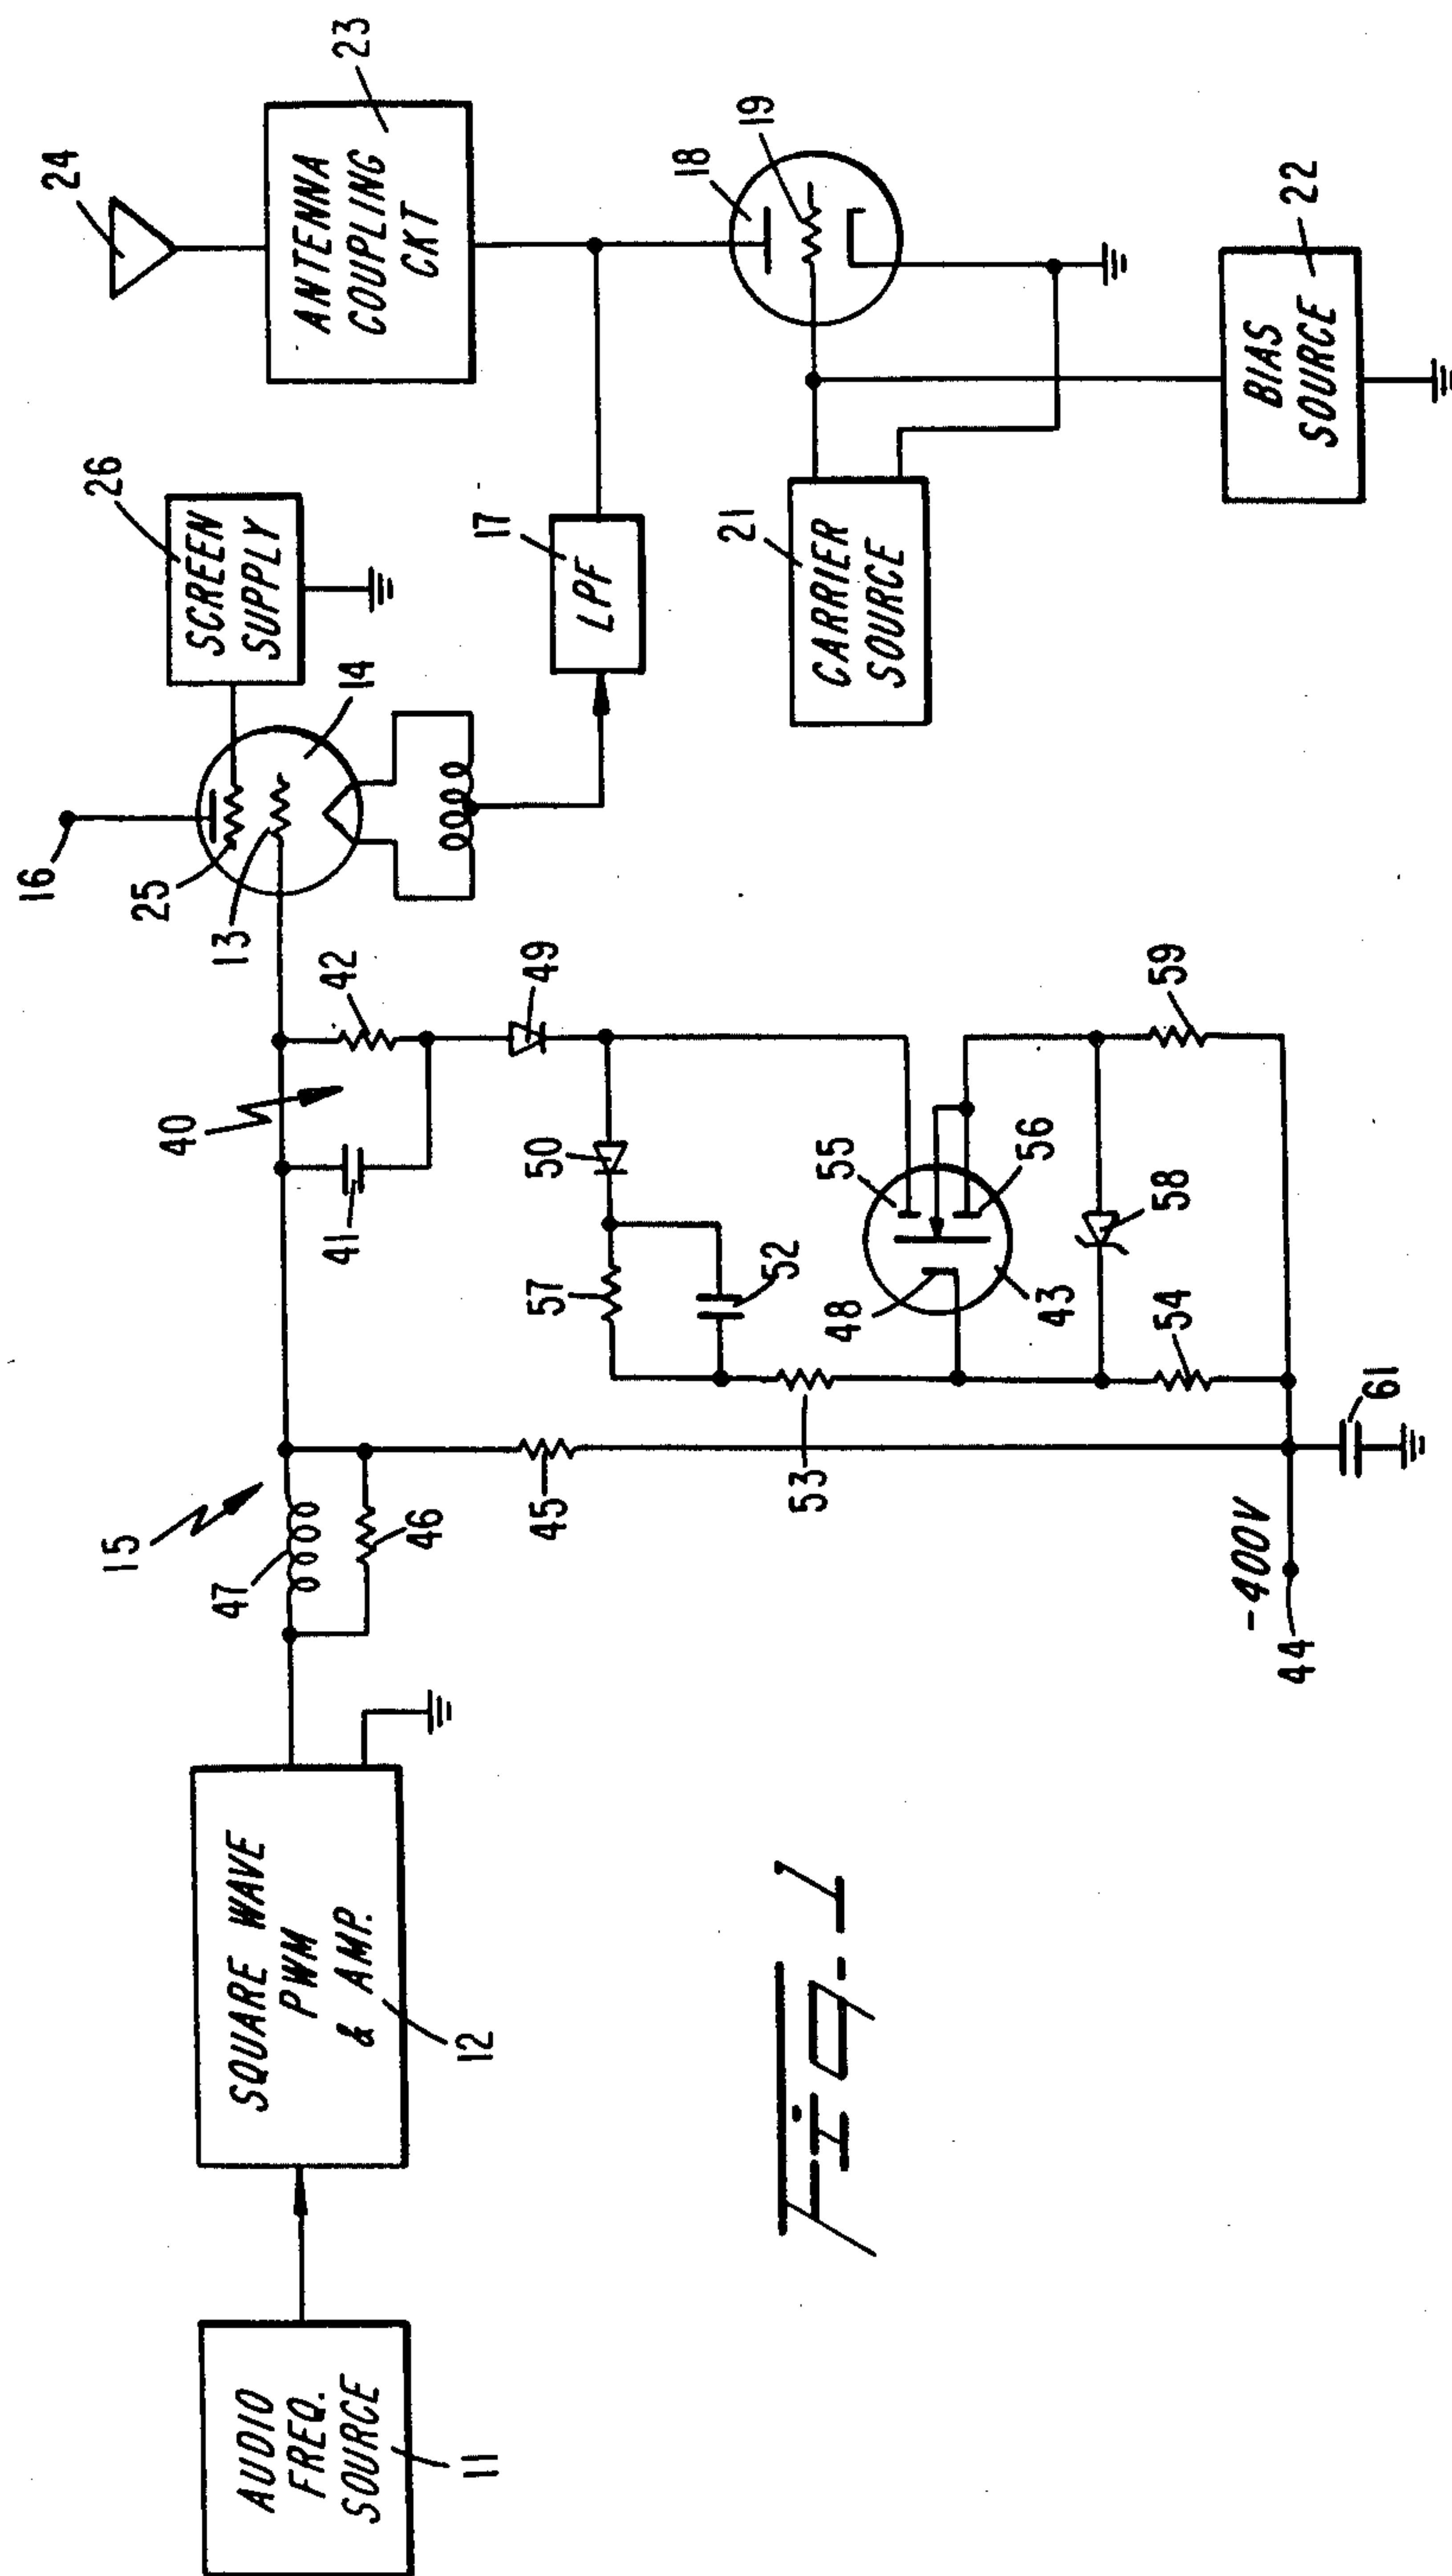 AUDIO
FREQ.
SOURCE
11
SQUARE WAVE
PWM
& AMP.
12
15
47
46
45
-400V
44
61
40
41
42
49
50
57
52
53
55
56
48
43
58
54
59
16
25
13
14
SCREEN
SUPPLY
26
LPF
17
24
ANTENNA
COUPLING
CKT
23
18
19
CARRIER
SOURCE
21
BIAS
SOURCE
22
FIG-1